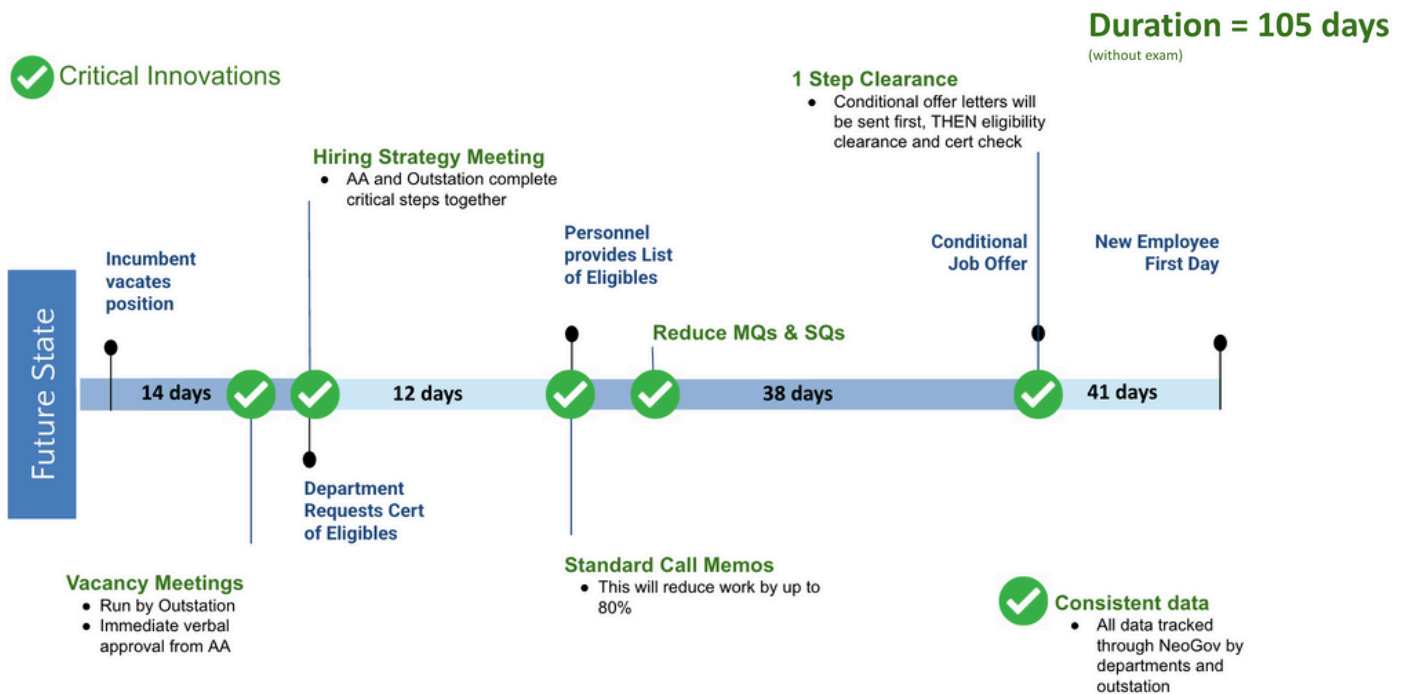 Duration = 105 days
(without exam)
Critical Innovations
1 Step Clearance
● Conditional offer letters will
be sent first, THEN eligibility
clearance and cert check
Hiring Strategy Meeting
● AA and Outstation complete
critical steps together
Incumbent
vacates
position
Personnel
provides List
of Eligibles
Conditional
Job Offer
New Employee
First Day
Reduce MQs & SQs
Future State
14 days
12 days
38 days
41 days
Department
Requests Cert
of Eligibles
Vacancy Meetings
● Run by Outstation
● Immediate verbal
approval from AA
Standard Call Memos
● This will reduce work by up to
80%
Consistent data
● All data tracked
through NeoGov by
departments and
outstation